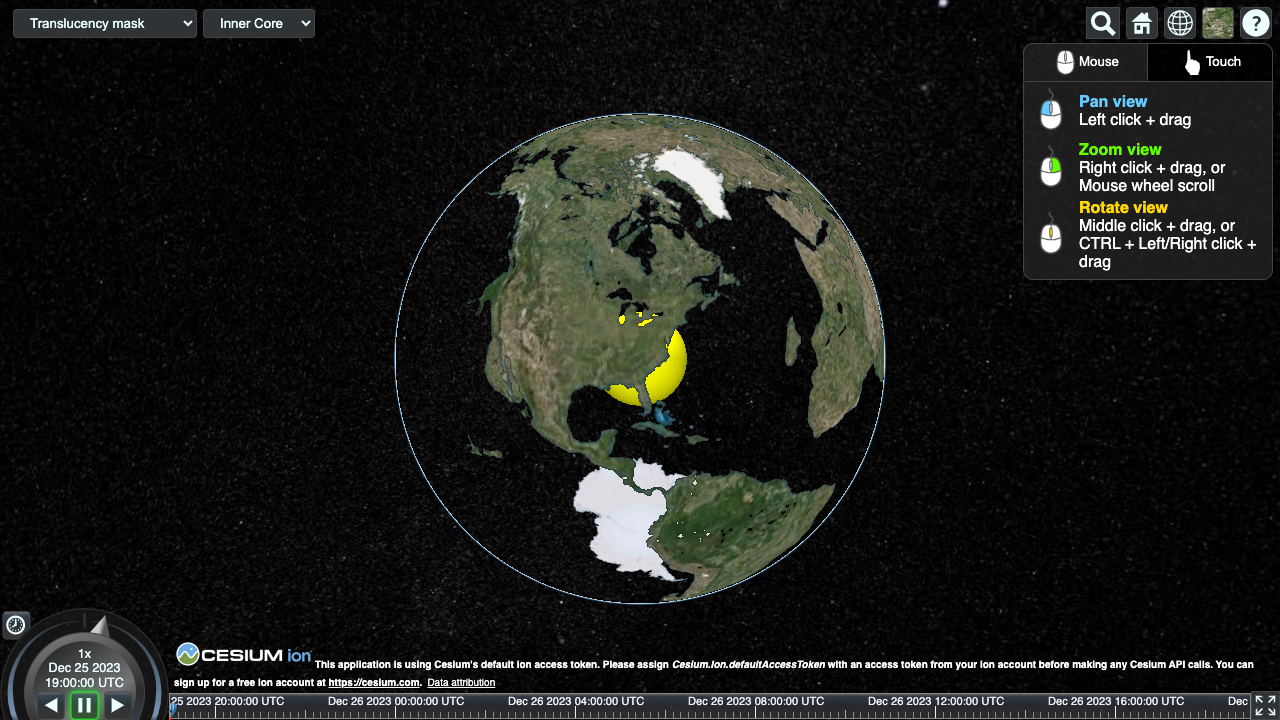 Translucency mask
Inner Core
Mouse
Touch
Pan view
Left click + drag
Zoom view
Right click + drag, or
Mouse wheel scroll
Rotate view
Middle click + drag, or
CTRL + Left/Right click +
drag
1x
Dec 25 2023
19:00:00 UTC
CESIUM ion
This application is using Cesium's default ion access token. Please assign Cesium.Ion.defaultAccessToken with an access token from your ion account before making any Cesium API calls. You can
sign up for a free ion account at https://cesium.com. Data attribution
25 2023 20:00:00 UTC
Dec 26 2023 00:00:00 UTC
Dec 26 2023 04:00:00 UTC
Dec 26 2023 08:00:00 UTC
Dec 26 2023 12:00:00 UTC
Dec 26 2023 16:00:00 UTC
Dec